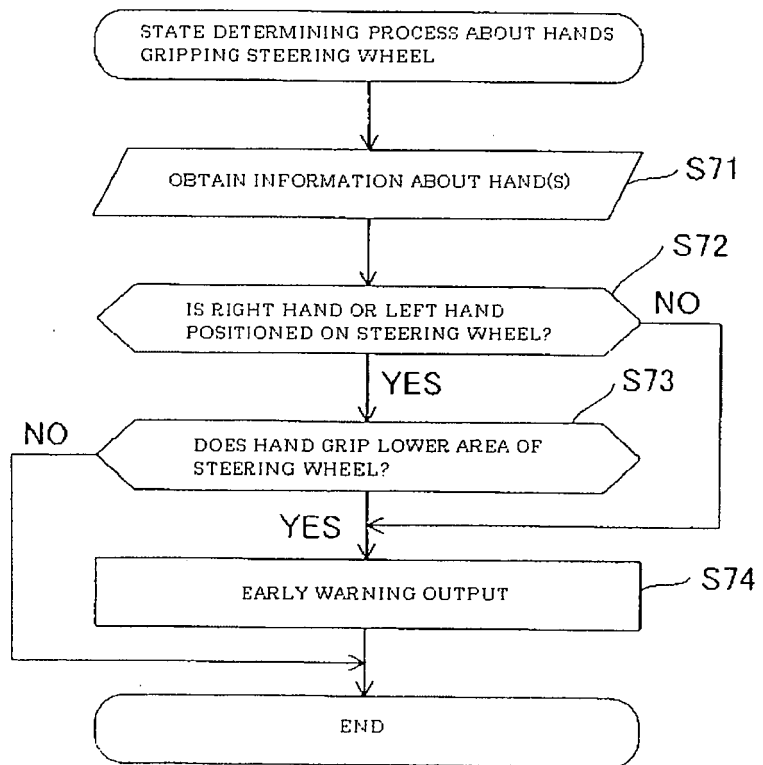 STATE DETERMINING PROCESS ABOUT HANDS
GRIPPING STEERING WHEEL
OBTAIN INFORMATION ABOUT HAND(S)
S71
S72
IS RIGHT HAND OR LEFT HAND
POSITIONED ON STEERING WHEEL?
NO
YES
S73
NO
DOES HAND GRIP LOWER AREA OF
STEERING WHEEL?
YES
EARLY WARNING OUTPUT
S74
END